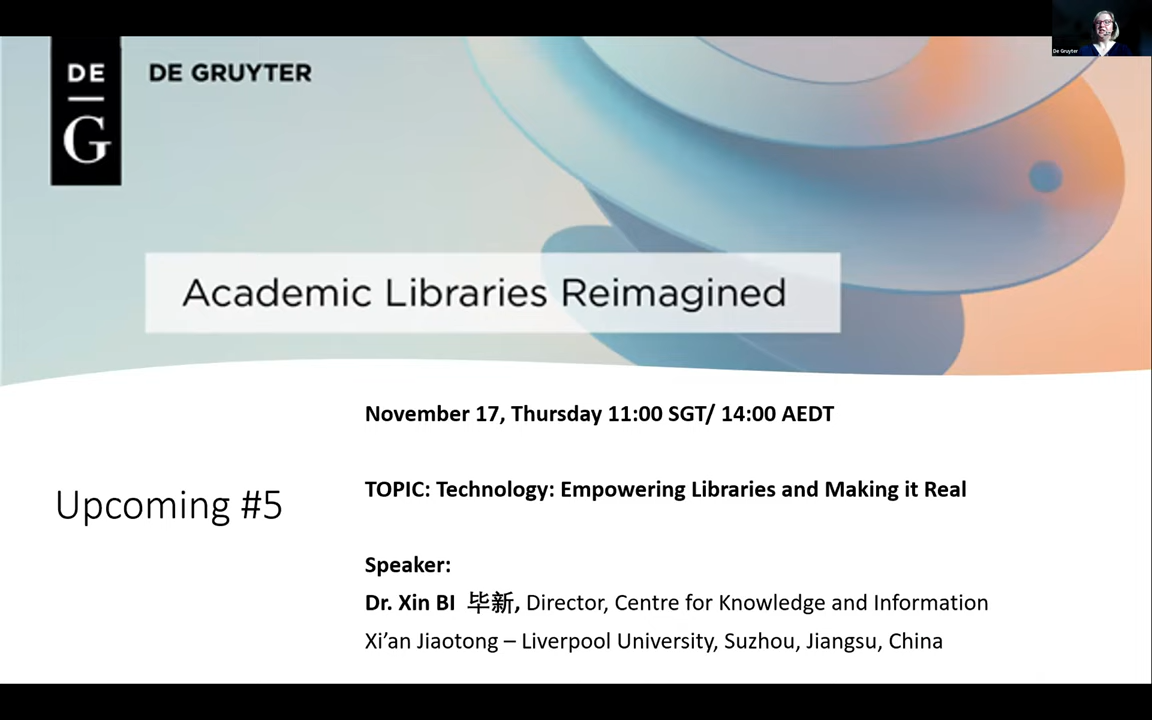 DE
G
DE GRUYTER
De Gruyter
Academic Libraries Reimagined
November 17, Thursday 11:00 SGT/ 14:00 AEDT
Upcoming #5
TOPIC: Technology: Empowering Libraries and Making it Real
Speaker:
Dr. Xin BI 毕新, Director, Centre for Knowledge and Information
Xi’an Jiaotong – Liverpool University, Suzhou, Jiangsu, China